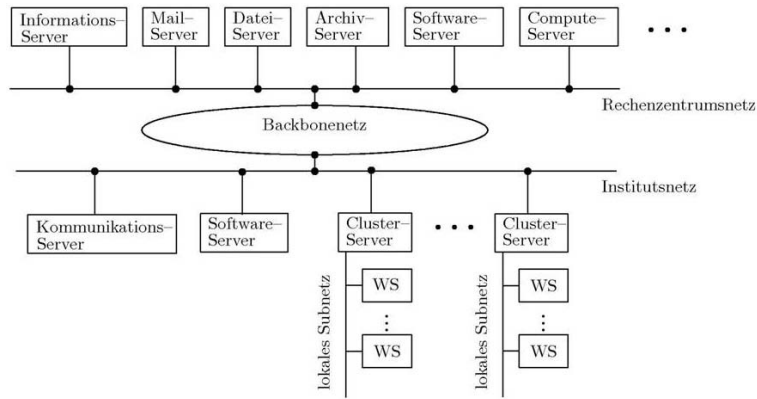 Informations-
Server
Mail–
Server
Datei–
Server
Archiv–
Server
Software–
Server
Compute–
Server
Rechenzentrumsnetz
Backbonenetz
Institutsnetz
Kommunikations-
Server
Software–
Server
Cluster–
Server
Cluster–
Server
lokales Subnetz
WS
WS
lokales Subnetz
WS
WS